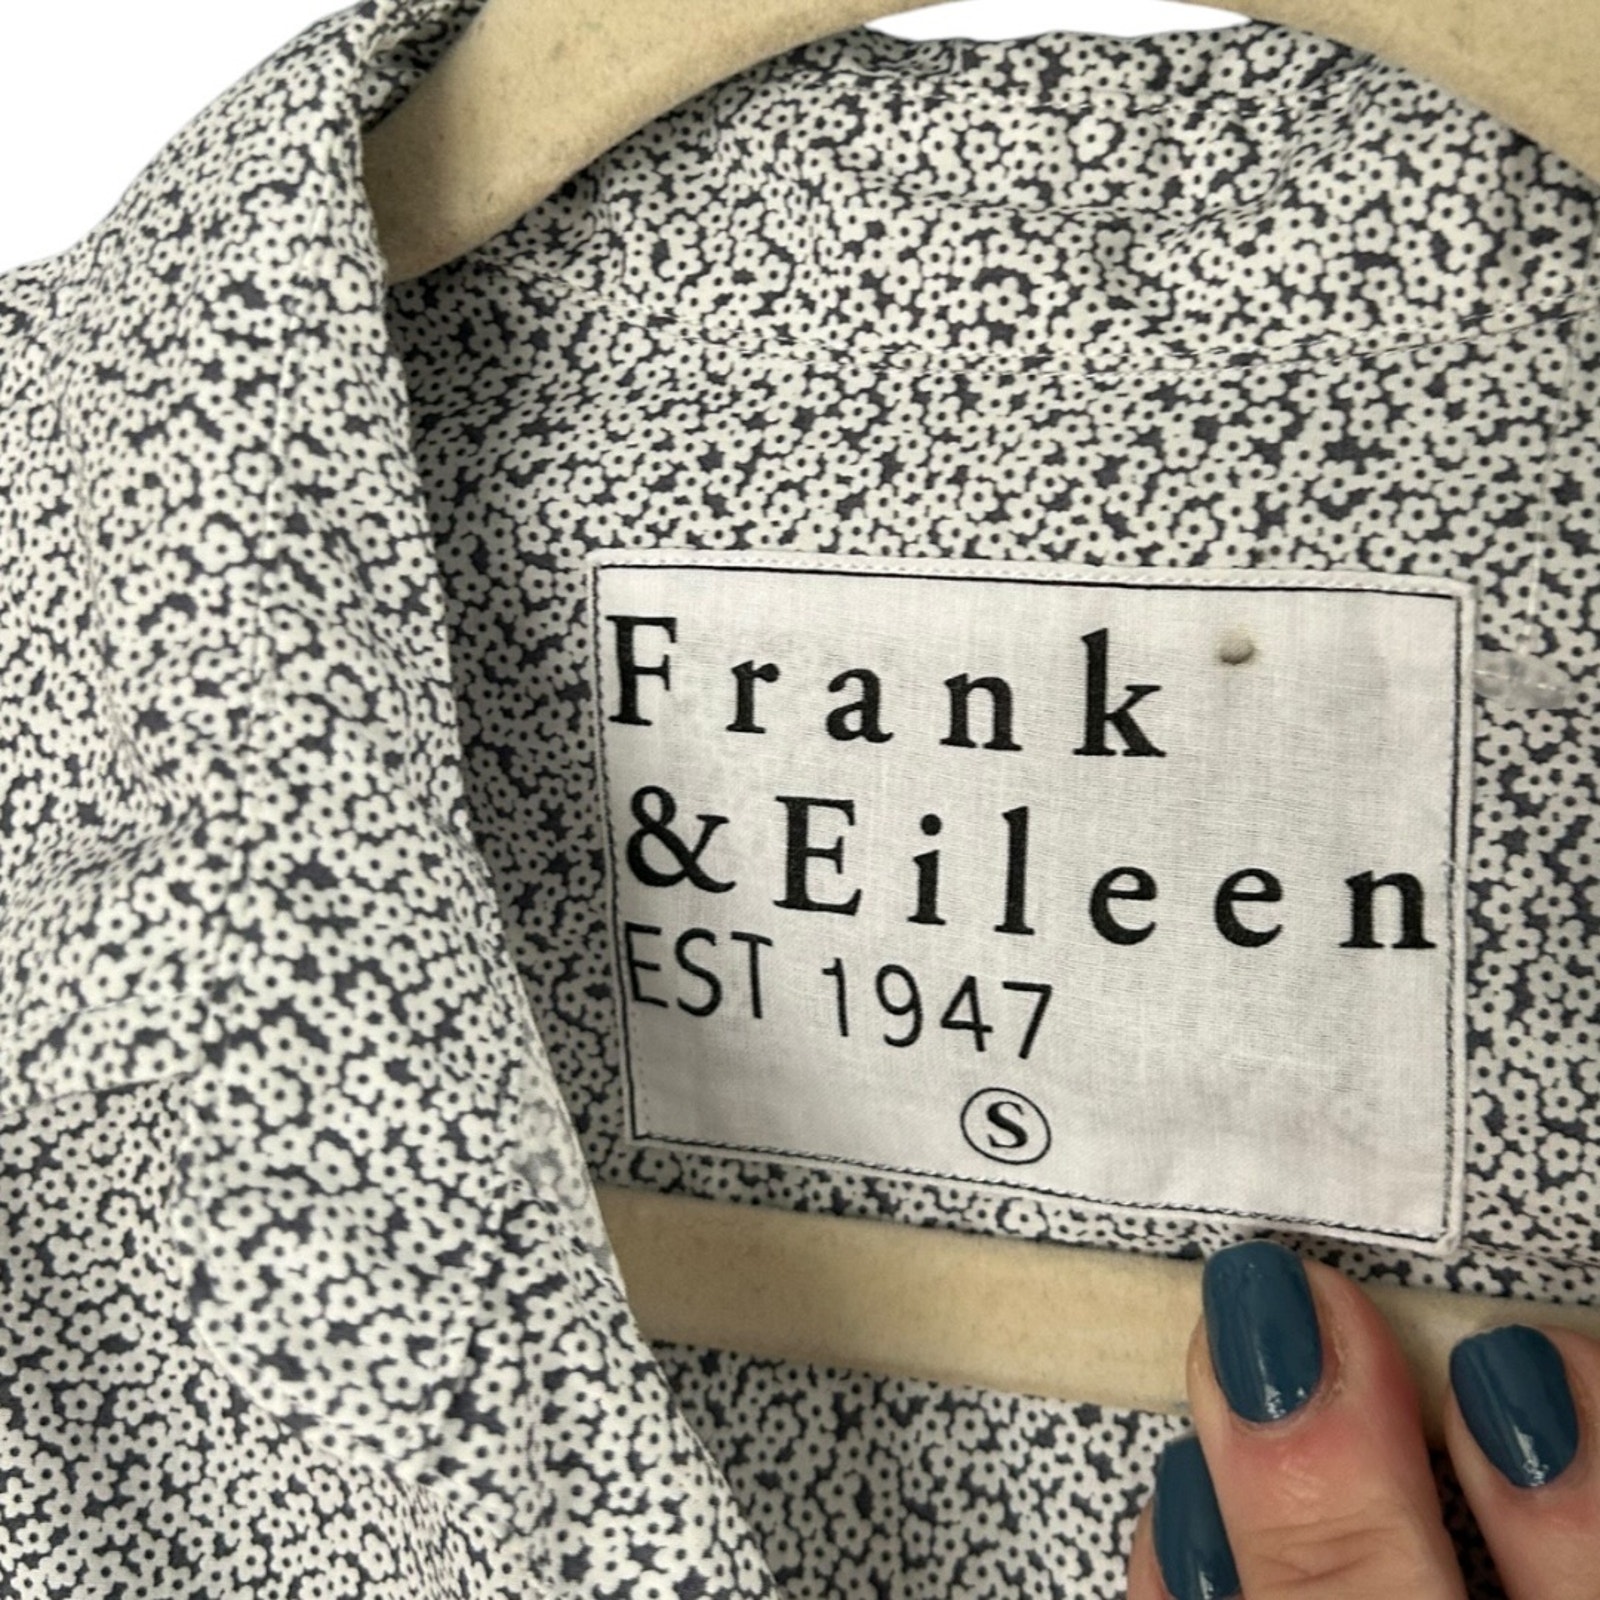 Frank
& Eileen
EST 1947
S